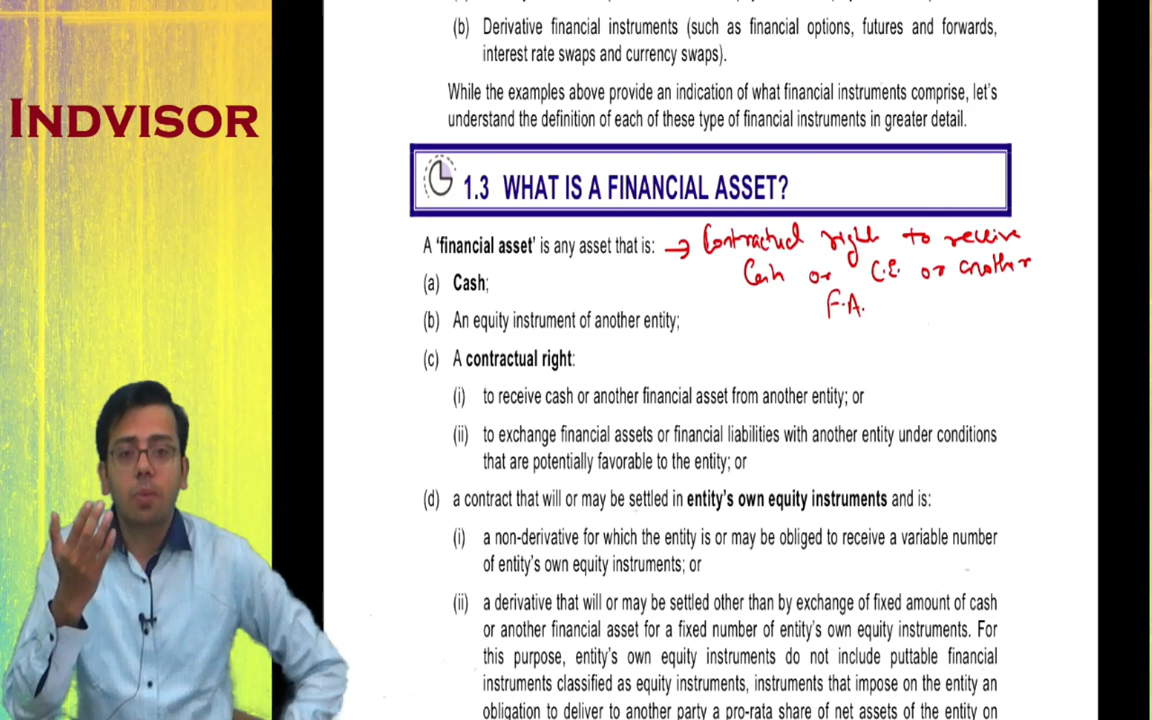 INDVISOR
(b) Derivative financial instruments (such as financial options, futures and forwards,
interest rate swaps and currency swaps).
While the examples above provide an indication of what financial instruments comprise, let's
understand the definition of each of these type of financial instruments in greater detail.
1.3 WHAT IS A FINANCIAL ASSET?
A 'financial asset' is any asset that is: → Contractual right to receive
Cash or C.E. or another
F.A.
(a) Cash;
(b) An equity instrument of another entity;
(c) A contractual right:
(i) to receive cash or another financial asset from another entity; or
(ii) to exchange financial assets or financial liabilities with another entity under conditions
that are potentially favorable to the entity; or
(d) a contract that will or may be settled in entity's own equity instruments and is:
(i) a non-derivative for which the entity is or may be obliged to receive a variable number
of entity's own equity instruments; or
(ii) a derivative that will or may be settled other than by exchange of fixed amount of cash
or another financial asset for a fixed number of entity's own equity instruments. For
this purpose, entity's own equity instruments do not include puttable financial
instruments classified as equity instruments, instruments that impose on the entity an
obligation to deliver to another party a pro-rata share of net assets of the entity on